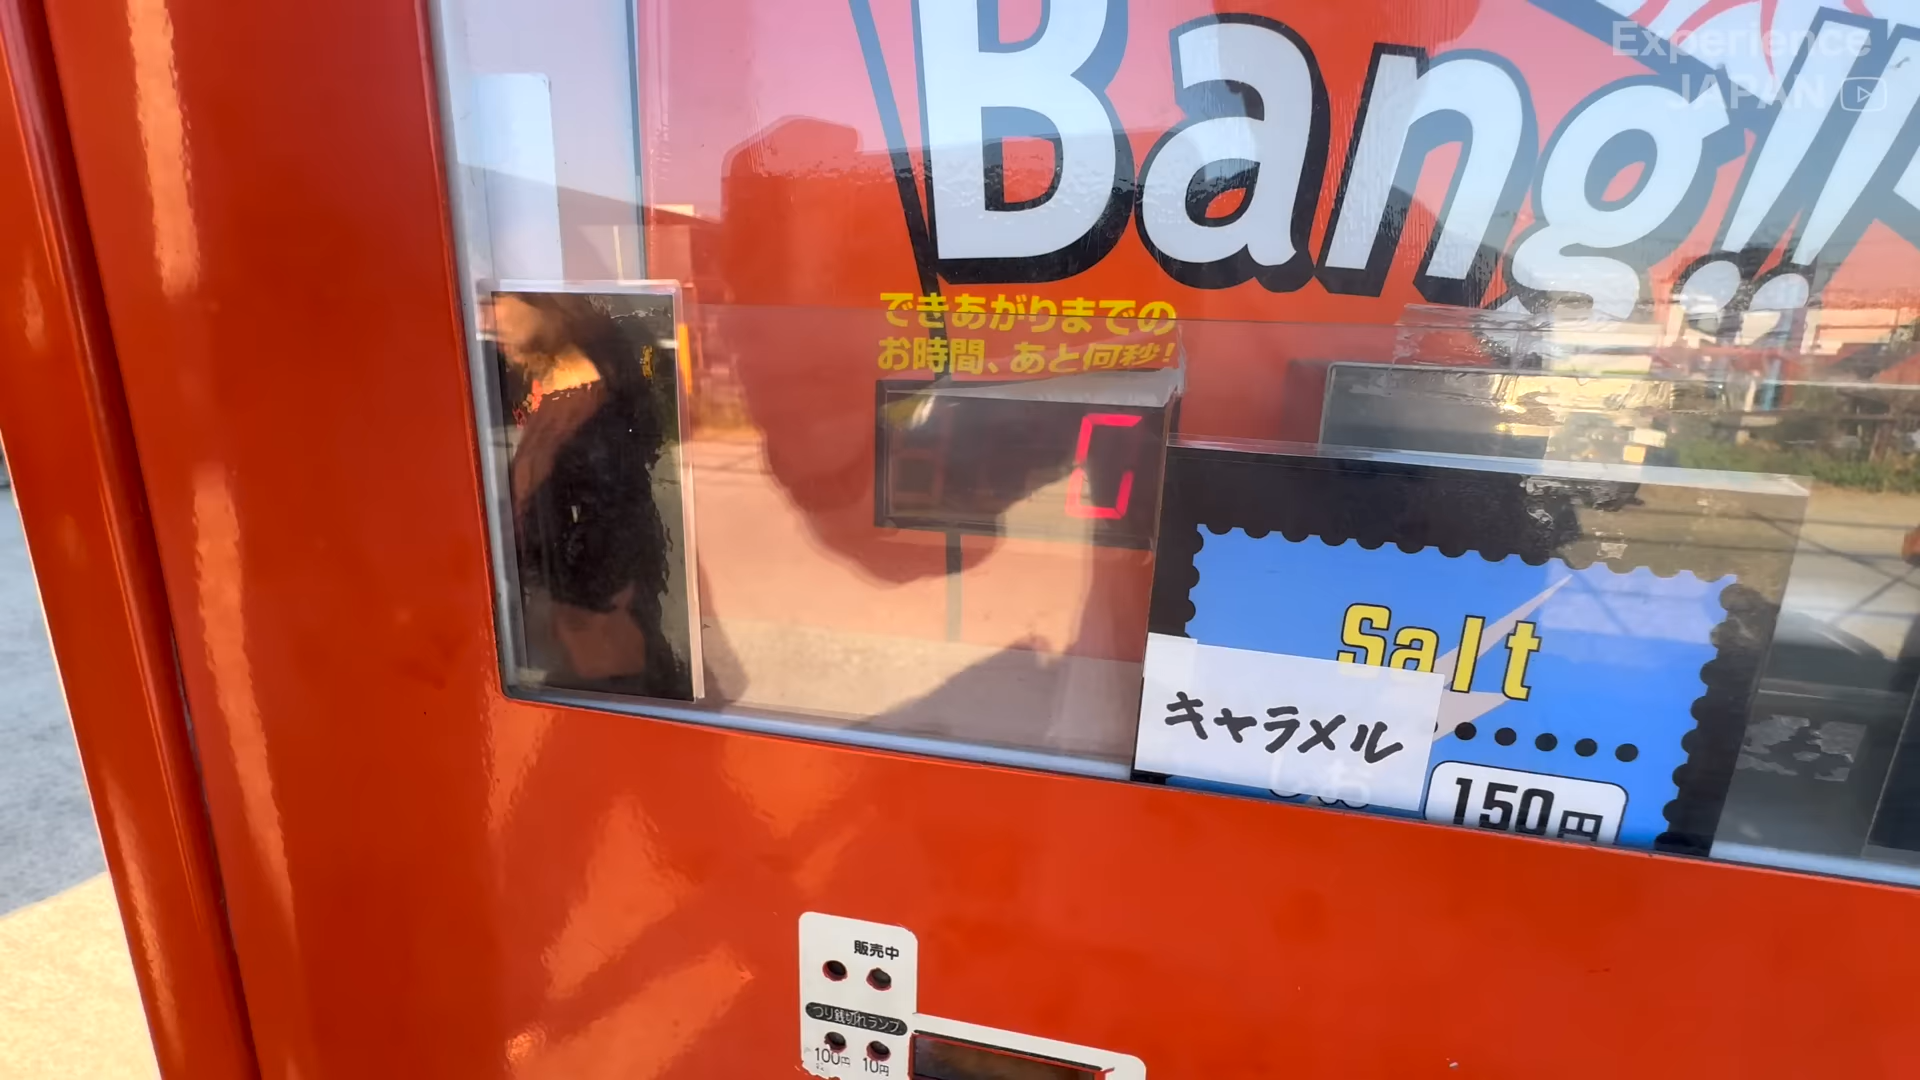 Experience
JAPAN
Bang!!
できあがりまでの
お時間、あと何秒!
Salt
キャラメル
しお
150円
販売中
つり銭切れランプ
100円 10円